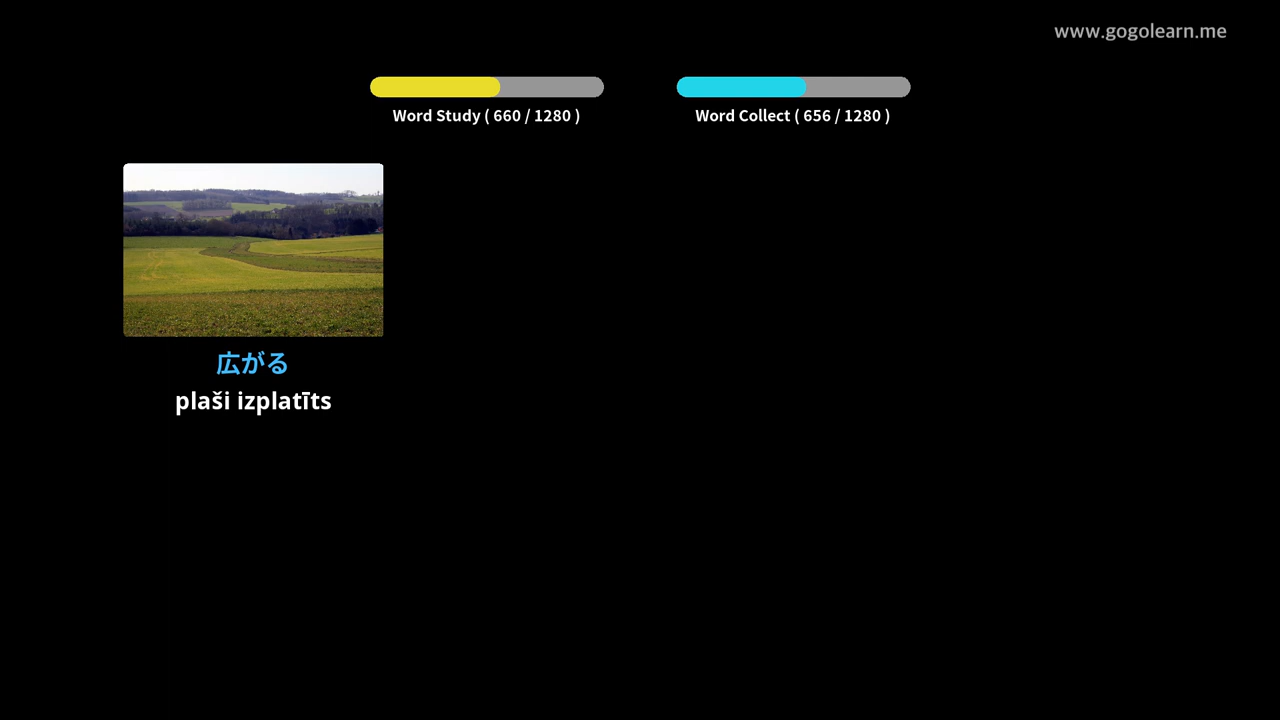 www.gogolearn.me
Word Study ( 660 / 1280 )
Word Collect ( 656 / 1280 )
広がる
plaši izplatīts